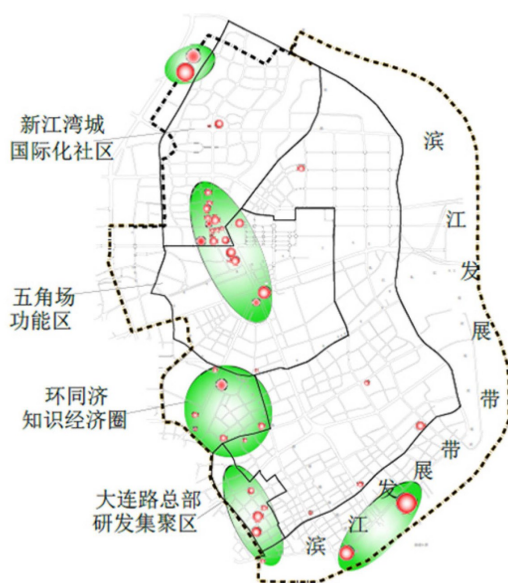 新江湾城
国际化社区
五角场
功能区
环同济
知识经济圈
大连路总部
研发集聚区
滨江发展带
滨江发展带